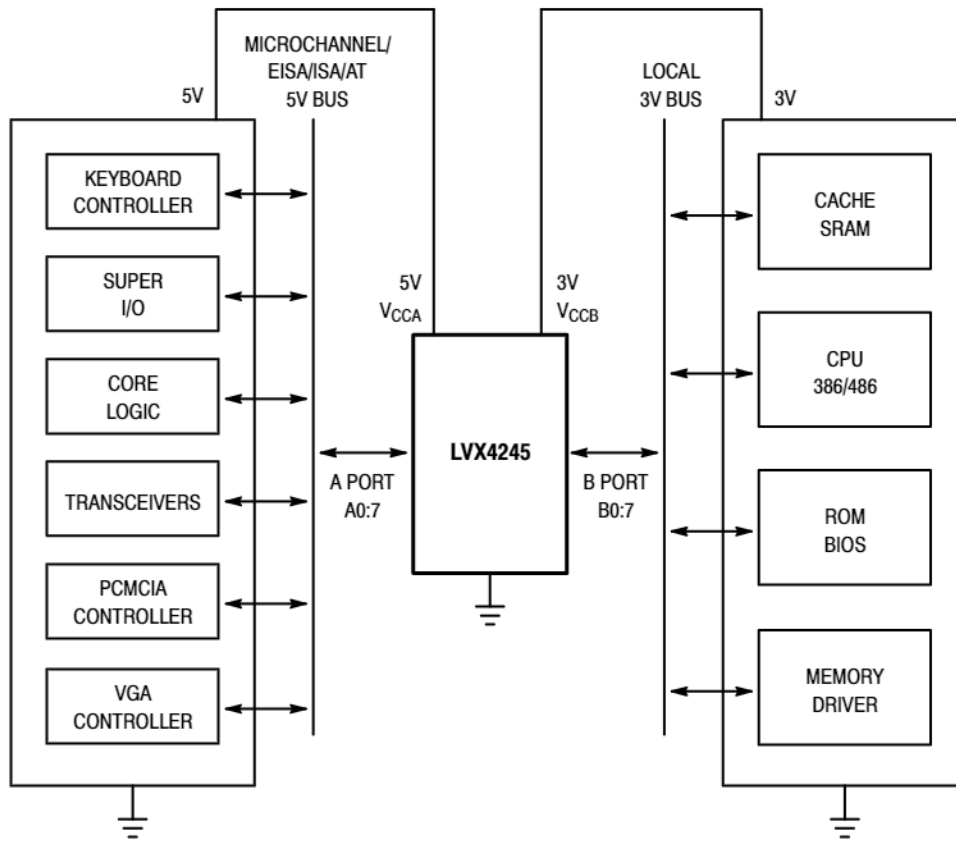 MICROCHANNEL/
EISA/ISA/AT
5V BUS
5V
LOCAL
3V BUS
3V
KEYBOARD
CONTROLLER
SUPER
I/O
CORE
LOGIC
TRANSCEIVERS
PCMCIA
CONTROLLER
VGA
CONTROLLER
5V
VCCA
3V
VCCB
LVX4245
A PORT
A0:7
B PORT
B0:7
CACHE
SRAM
CPU
386/486
ROM
BIOS
MEMORY
DRIVER